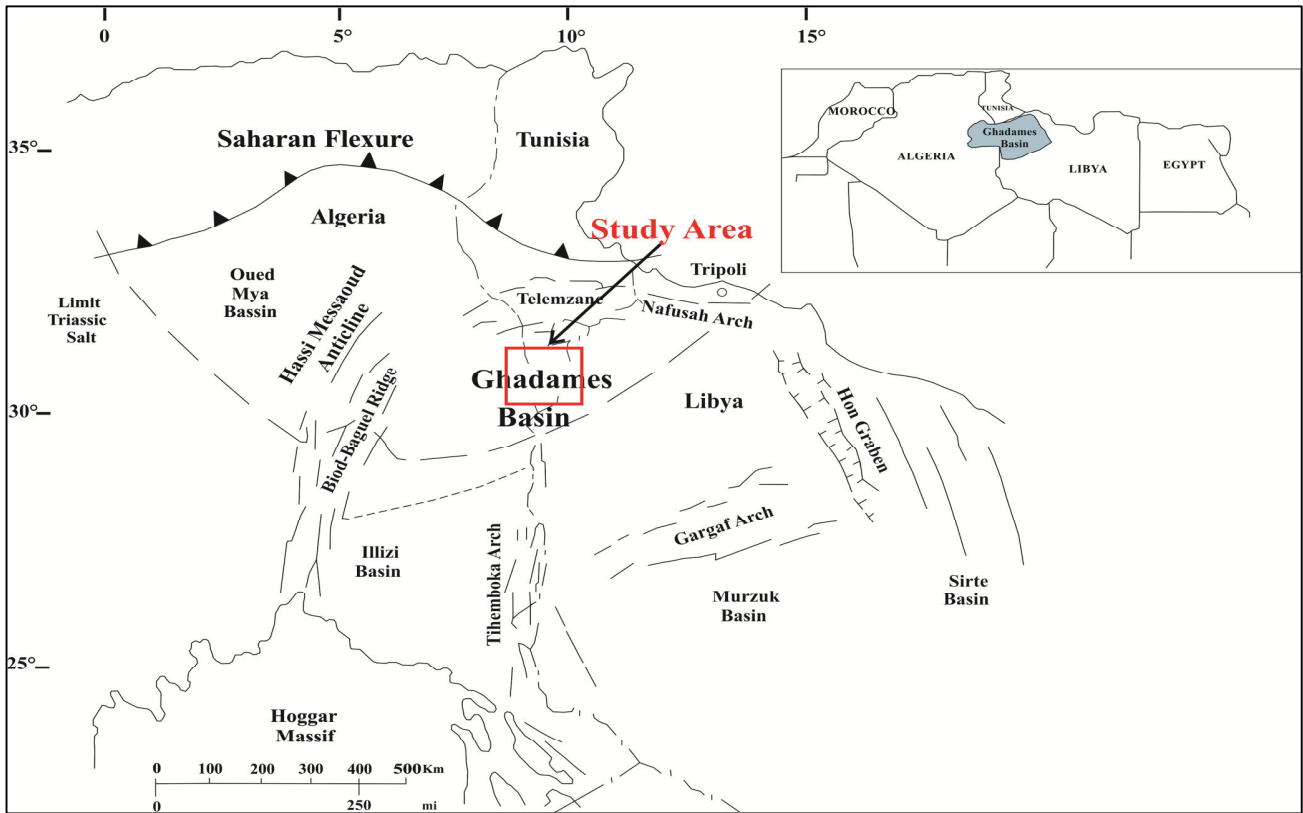 0
5°
10°
15°
35°
30°
25°
Saharan Flexure
Tunisia
Algeria
Study Area
Tripoli
Oued
Mya
Bassin
Limit
Triassic
Salt
Hassi Messaoud
Anticline
Telemzane
Nafusah Arch
Ghadames
Basin
Libya
Biod-Baguel Ridge
Hon Graben
Gargaf Arch
Illizi
Basin
Tihemboka Arch
Murzuk
Basin
Sirte
Basin
Hoggar
Massif
0 100 200 300 400 500 Km
0 250 mi
MOROCCO
TUNISIA
Ghadames
Basin
ALGERIA
LIBYA
EGYPT